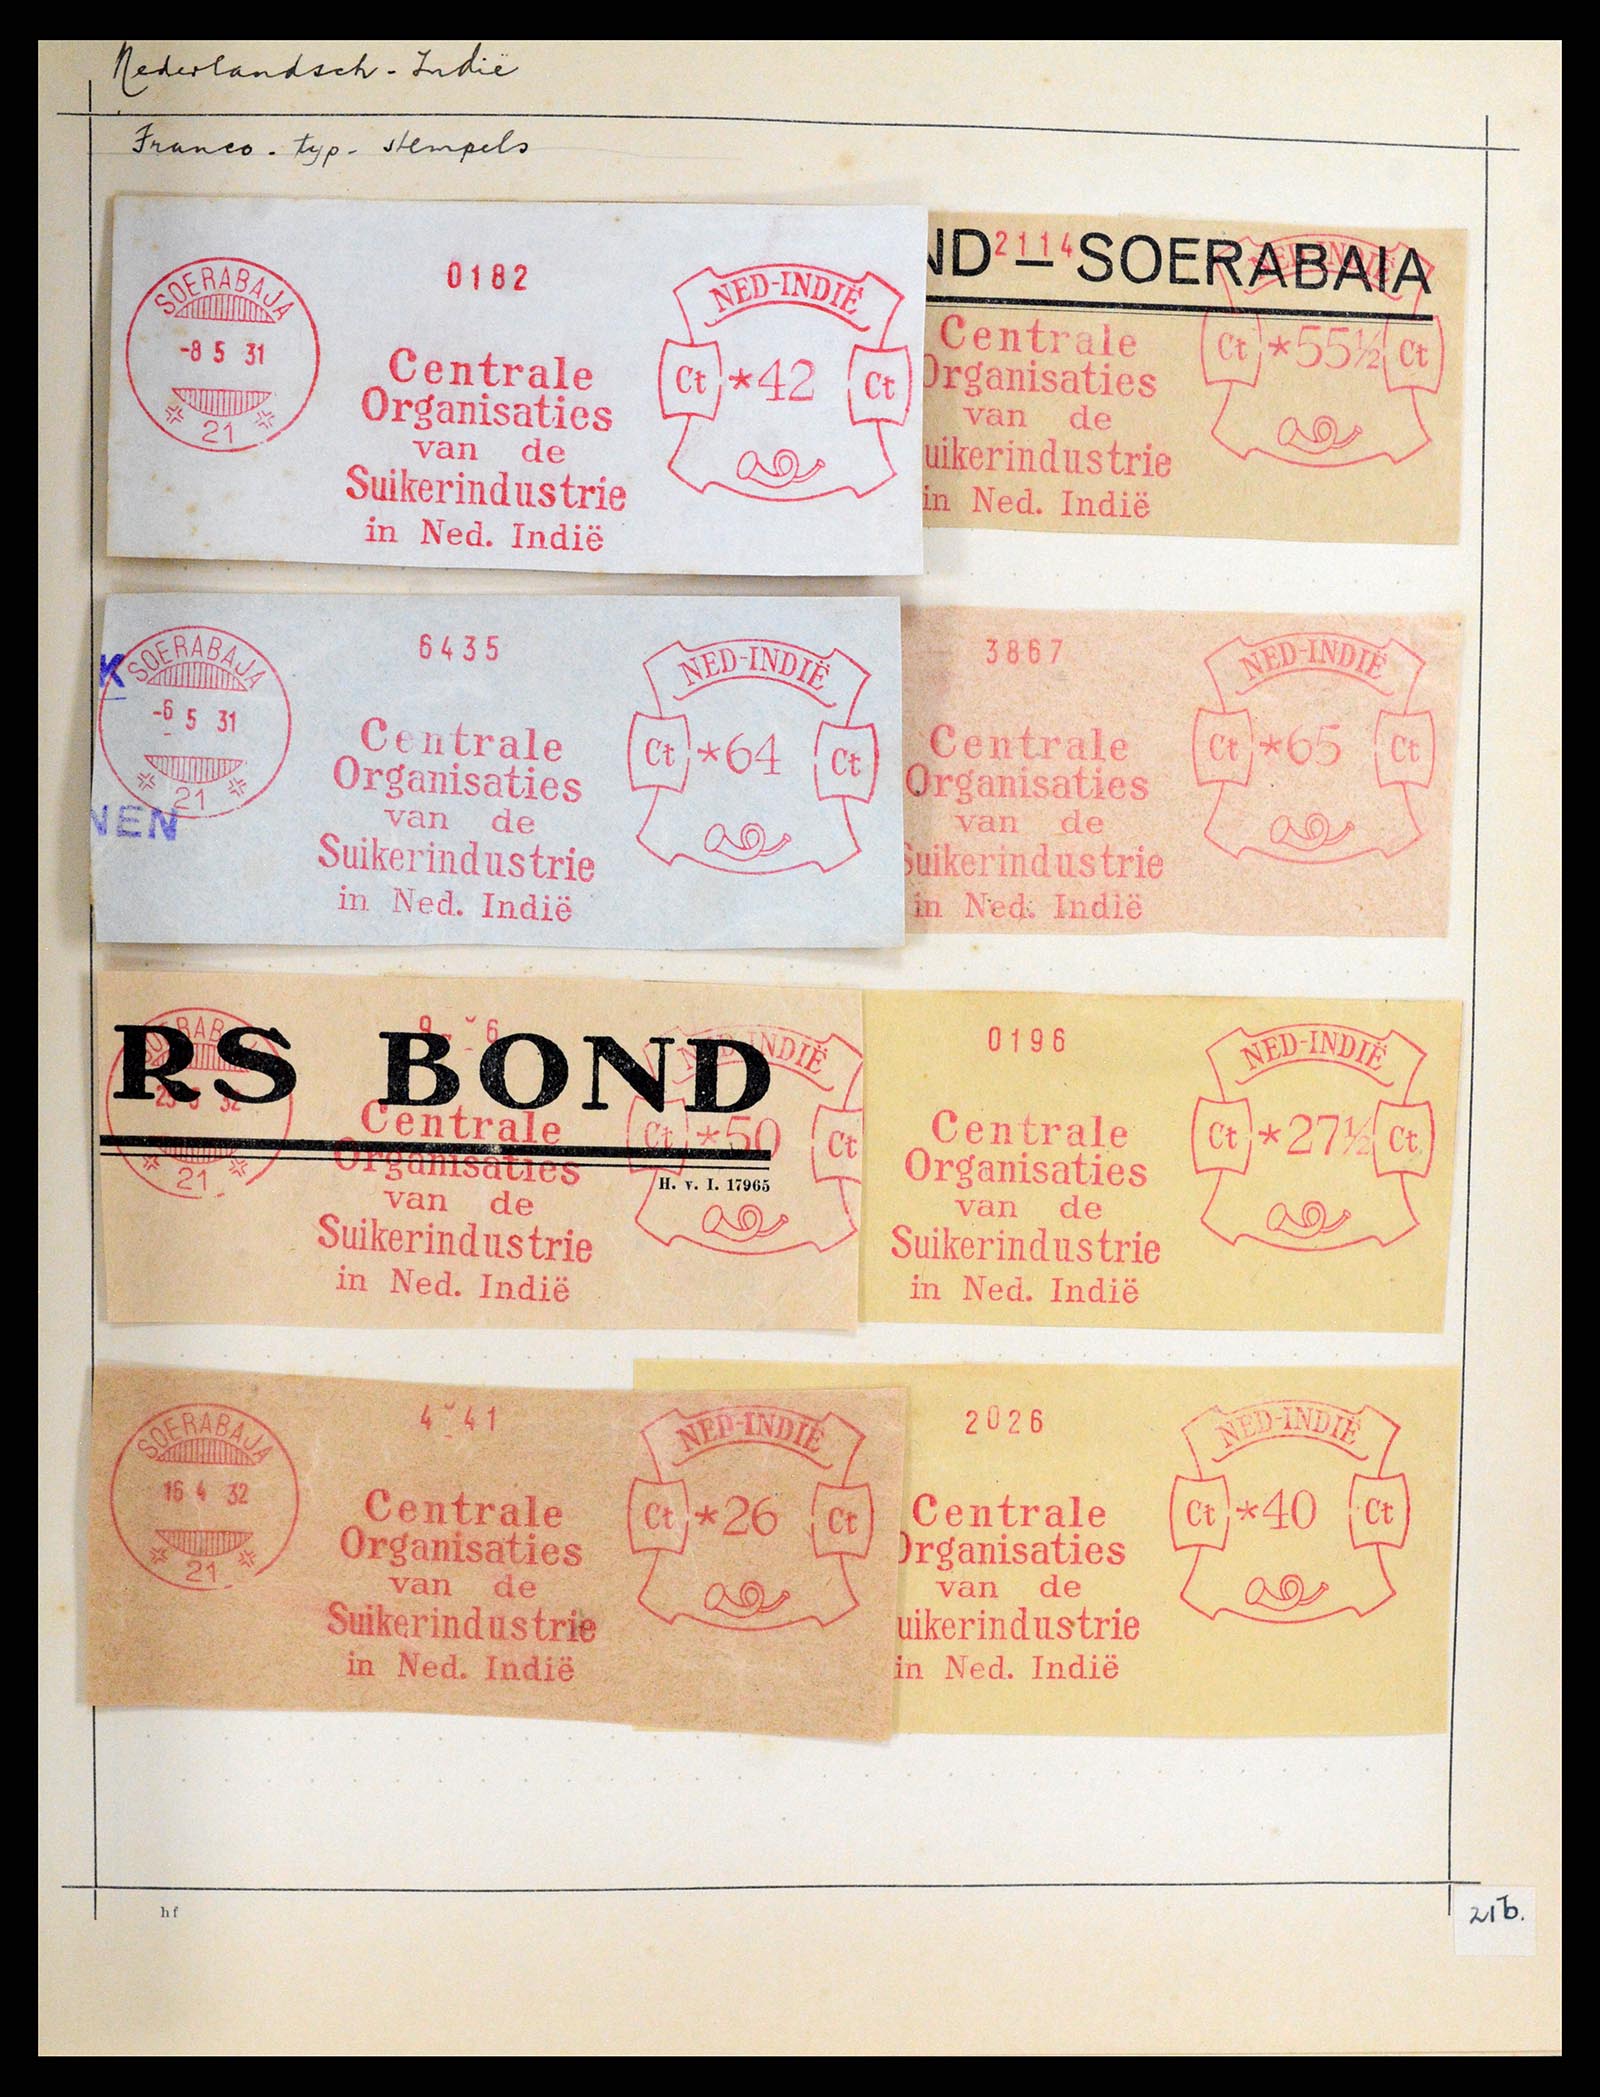 Nederlandsch-Indië
Franco-typ-stempels
SOERABAJA
-8 5 31
21
0182
Centrale
Organisaties
van de
Suikerindustrie
in Ned. Indië
NED-INDIË
Ct *42 Ct
ND — SOERABAIA
2114
NED-INDIË
Centrale
Organisaties
van de
uikerindustrie
in Ned. Indië
Ct *55½ Ct
K
NEN
SOERABAJA
-6 5 31
21
6435
Centrale
Organisaties
van de
Suikerindustrie
in Ned. Indië
NED-INDIË
Ct *64 Ct
3867
Centrale
Organisaties
van de
Suikerindustrie
in Ned. Indië
NED-INDIË
Ct *65 Ct
RS BOND
H. v. I. 17965
21
Centrale
Organisaties
van de
Suikerindustrie
in Ned. Indië
NED-INDIË
Ct *50 Ct
0196
Centrale
Organisaties
van de
Suikerindustrie
in Ned. Indië
NED-INDIË
Ct *27½ Ct
SOERABAJA
16 4 32
21
Centrale
Organisaties
van de
Suikerindustrie
in Ned. Indië
NED-INDIË
Ct *26 Ct
2026
Centrale
Organisaties
van de
uikerindustrie
in Ned. Indië
NED-INDIË
Ct *40 Ct
hf
21b.